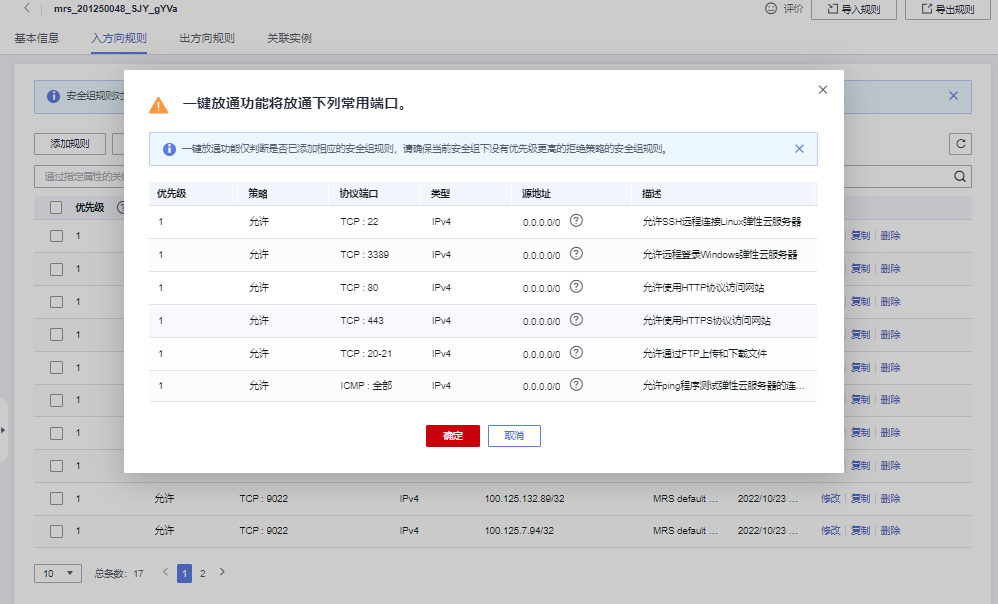 mrs_201250048_SJY_gYVa 评价 导入规则 导出规则
基本信息 入方向规则 出方向规则 关联实例
安全组规则对
一键放通功能将放通下列常用端口。
添加规则
一键放通功能仅判断是否已添加相应的安全组规则，请确保当前安全组下没有优先级更高的拒绝策略的安全组规则。
通过指定属性的关
优先级 策略 协议端口 类型 源地址 描述
1 允许 TCP : 22 IPv4 0.0.0.0/0 允许SSH远程连接Linux弹性云服务器
1 允许 TCP : 3389 IPv4 0.0.0.0/0 允许远程登录Windows弹性云服务器
1 允许 TCP : 80 IPv4 0.0.0.0/0 允许使用HTTP协议访问网站
1 允许 TCP : 443 IPv4 0.0.0.0/0 允许使用HTTPS协议访问网站
1 允许 TCP : 20-21 IPv4 0.0.0.0/0 允许通过FTP上传和下载文件
1 允许 ICMP : 全部 IPv4 0.0.0.0/0 允许ping程序测试弹性云服务器的连...
确定 取消
优先级
1 复制 删除
1 复制 删除
1 复制 删除
1 复制 删除
1 复制 删除
1 复制 删除
1 复制 删除
1 复制 删除
1 允许 TCP : 9022 IPv4 100.125.132.89/32 MRS default ... 2022/10/23 ... 修改 复制 删除
1 允许 TCP : 9022 IPv4 100.125.7.94/32 MRS default ... 2022/10/23 ... 修改 复制 删除
10 总条数: 17 1 2